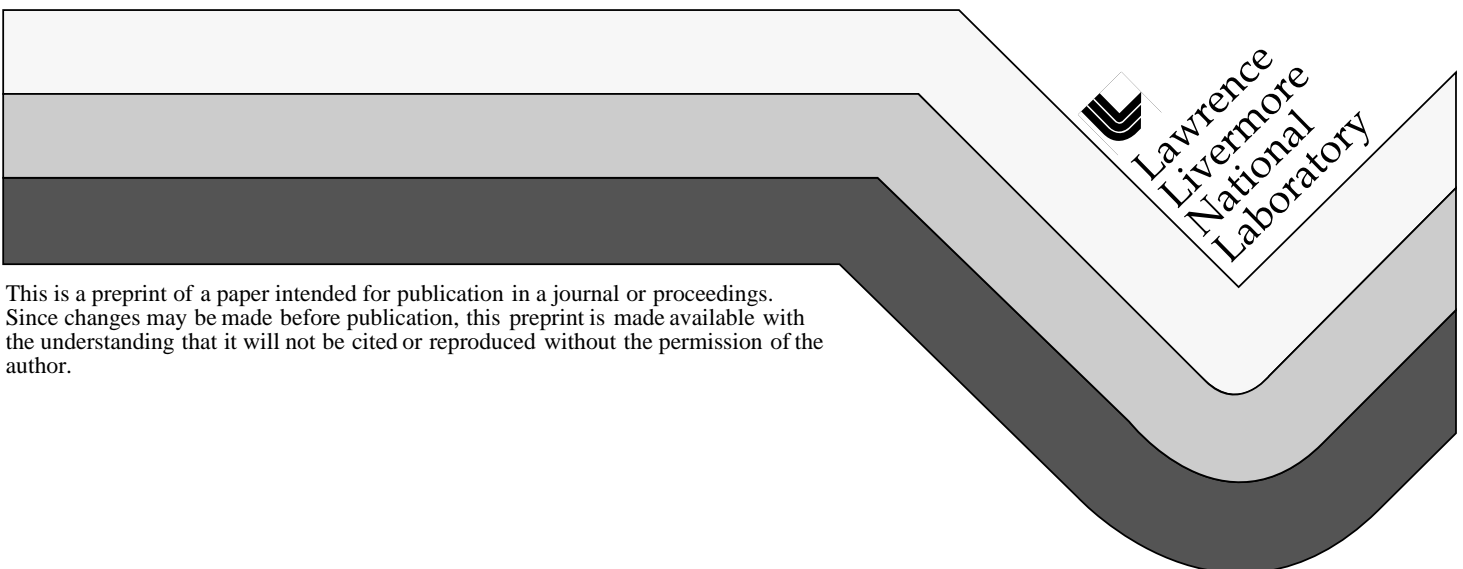 Lawrence
Livermore
National
Laboratory
This is a preprint of a paper intended for publication in a journal or proceedings.
Since changes may be made before publication, this preprint is made available with
the understanding that it will not be cited or reproduced without the permission of the
author.